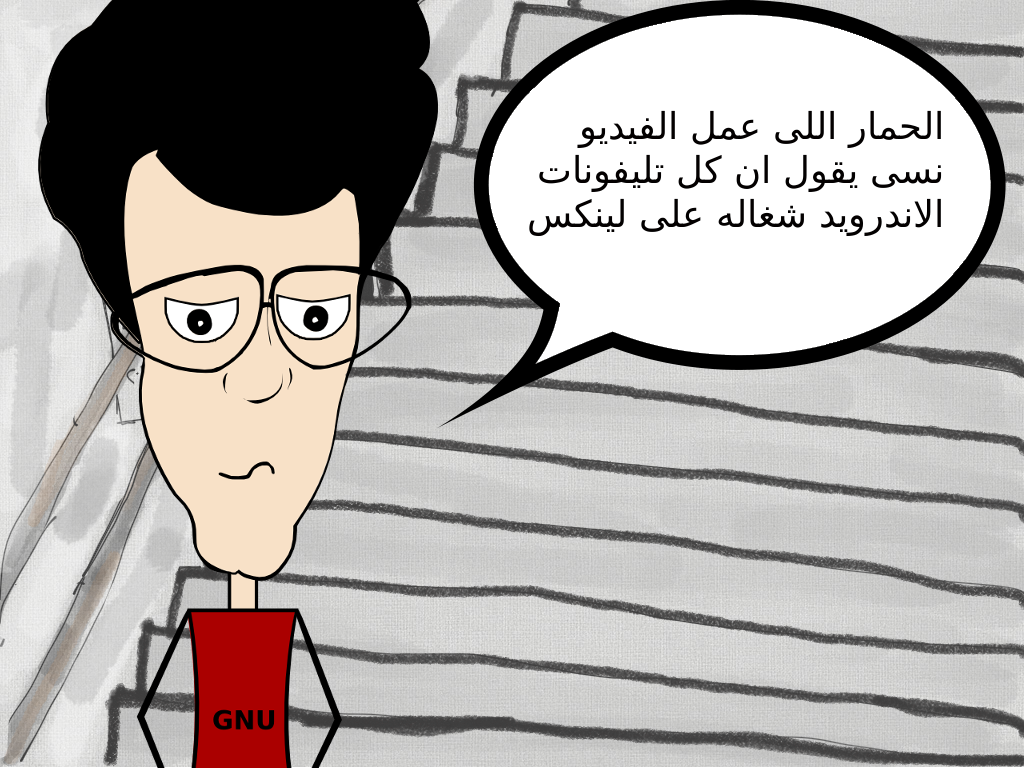 الحمار اللى عمل الفيديو
نسى يقول ان كل تليفونات
الاندرويد شغاله على لينكس
GNU